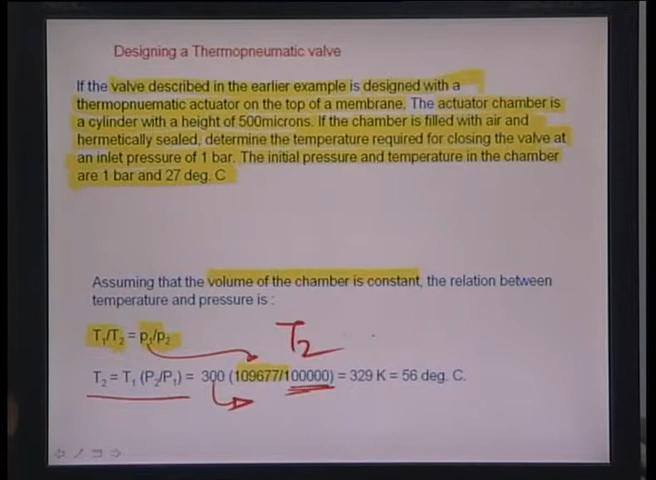 Designing a Thermopneumatic valve
If the valve described in the earlier example is designed with a
thermopnuematic actuator on the top of a membrane. The actuator chamber is
a cylinder with a height of 500microns. If the chamber is filled with air and
hermetically sealed, determine the temperature required for closing the valve at
an inlet pressure of 1 bar. The initial pressure and temperature in the chamber
are 1 bar and 27 deg. C
Assuming that the volume of the chamber is constant, the relation between
temperature and pressure is :
T₁/T₂ = p₁/p₂
T₂
T₂ = T₁ (P₂/P₁) = 300 (109677/100000) = 329 K = 56 deg. C.